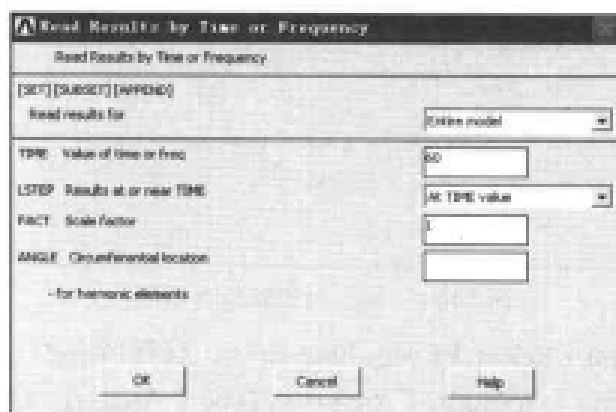 Read Results by Time or Frequency
Read Results by Time or Frequency
[SET] [SUBSET] [APPEND]
Read results for
Entire model
TIME Value of time or freq
60
LSTEP Results at or near TIME
At TIME value
FACT Scale factor
1
ANGLE Circumferential location
- for harmonic elements
OK
Cancel
Help